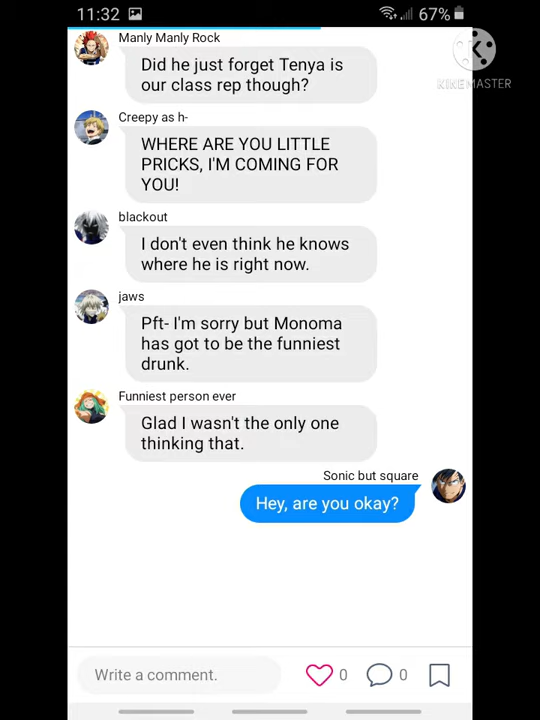 11:32
67%
KINEMASTER
Manly Manly Rock
Did he just forget Tenya is
our class rep though?
Creepy as h-
WHERE ARE YOU LITTLE
PRICKS, I'M COMING FOR
YOU!
blackout
I don't even think he knows
where he is right now.
jaws
Pft- I'm sorry but Monoma
has got to be the funniest
drunk.
Funniest person ever
Glad I wasn't the only one
thinking that.
Sonic but square
Hey, are you okay?
Write a comment.
0
0